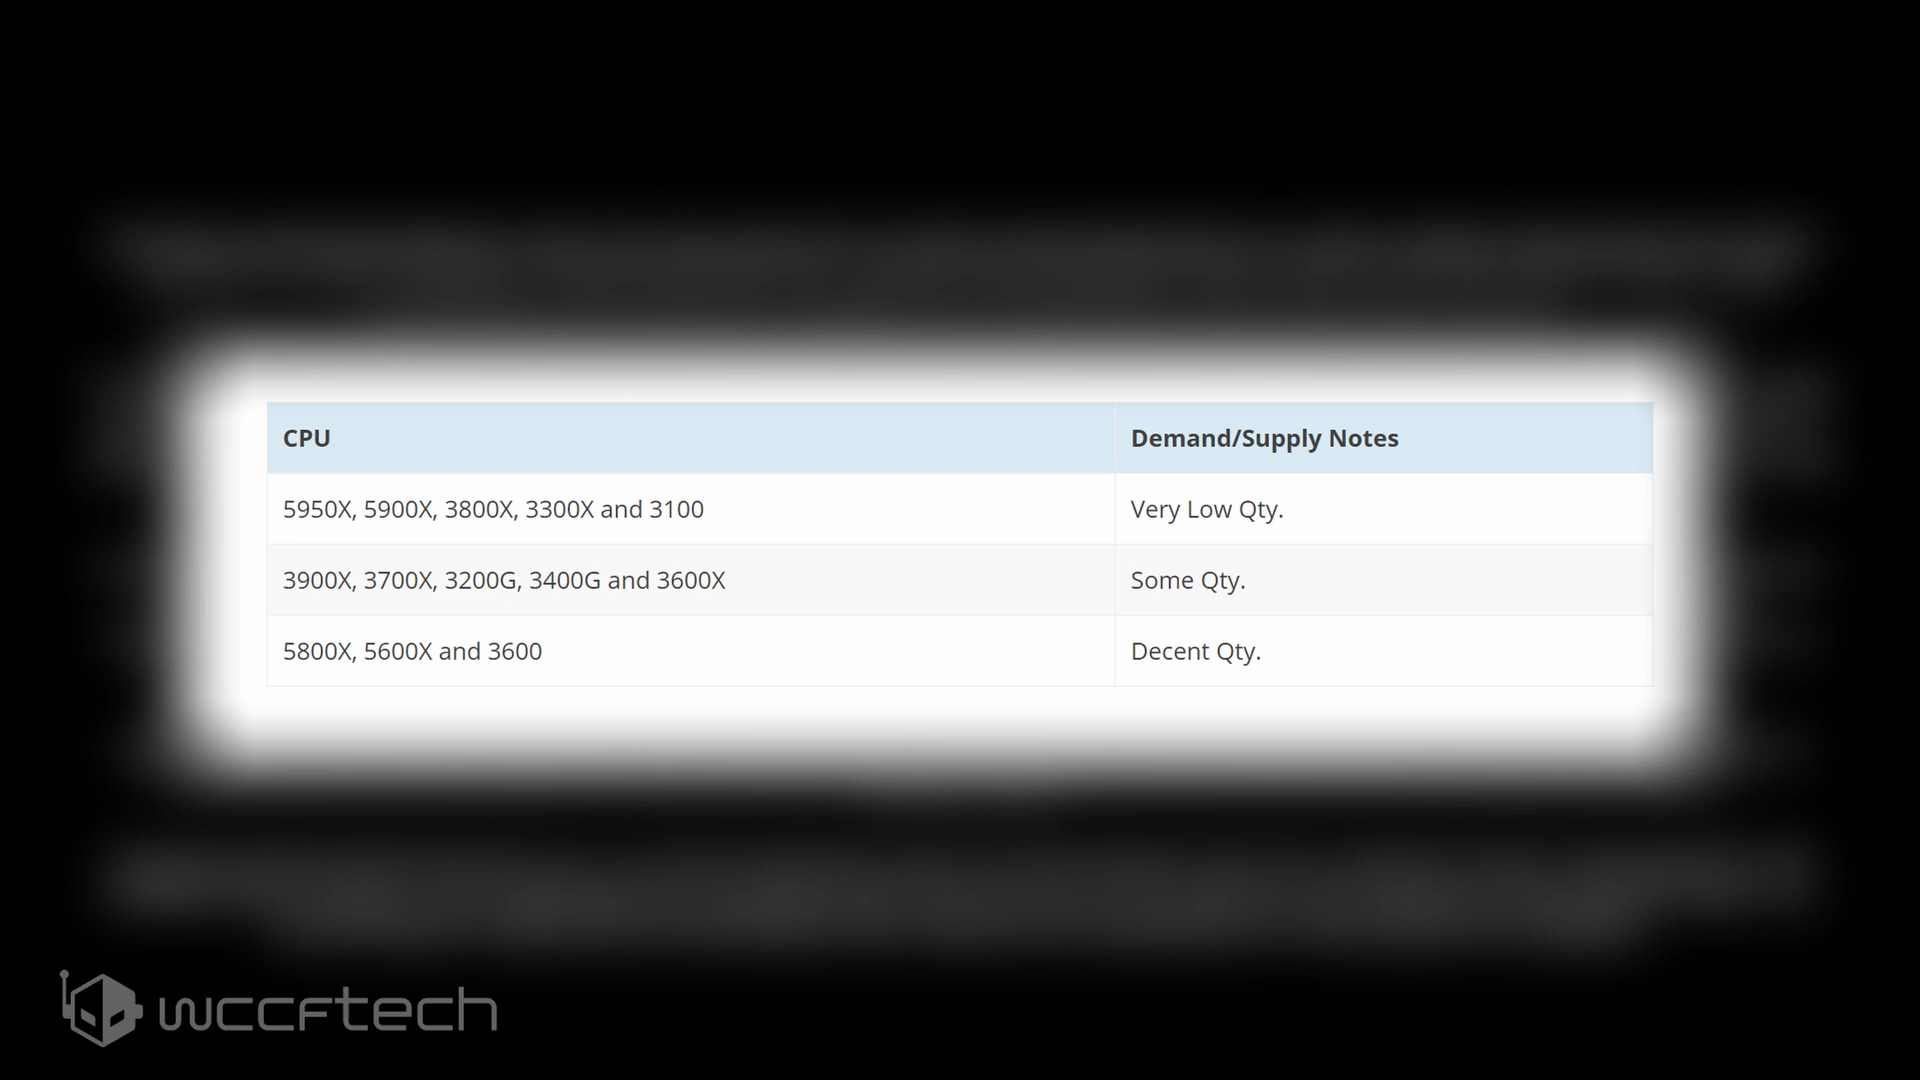 CPU Demand/Supply Notes
5950X, 5900X, 3800X, 3300X and 3100 Very Low Qty.
3900X, 3700X, 3200G, 3400G and 3600X Some Qty.
5800X, 5600X and 3600 Decent Qty.
wccftech